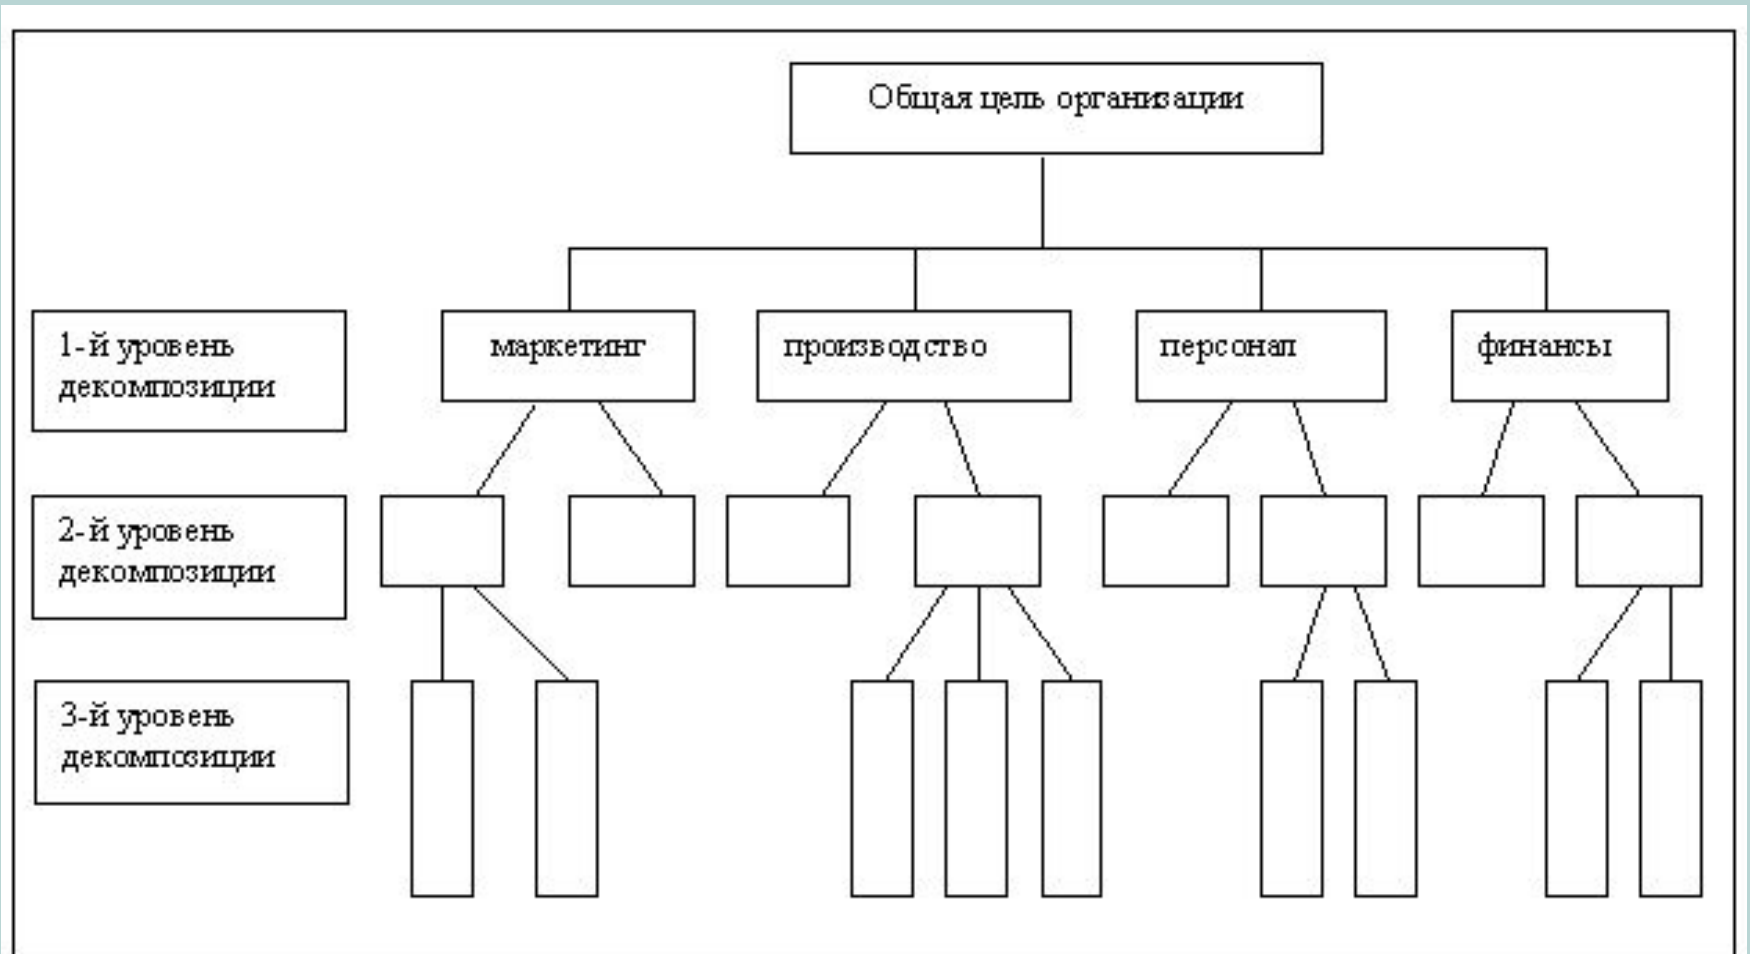 Общая цель организации
1-й уровень
декомпозиции
маркетинг
производство
персонал
финансы
2-й уровень
декомпозиции
3-й уровень
декомпозиции